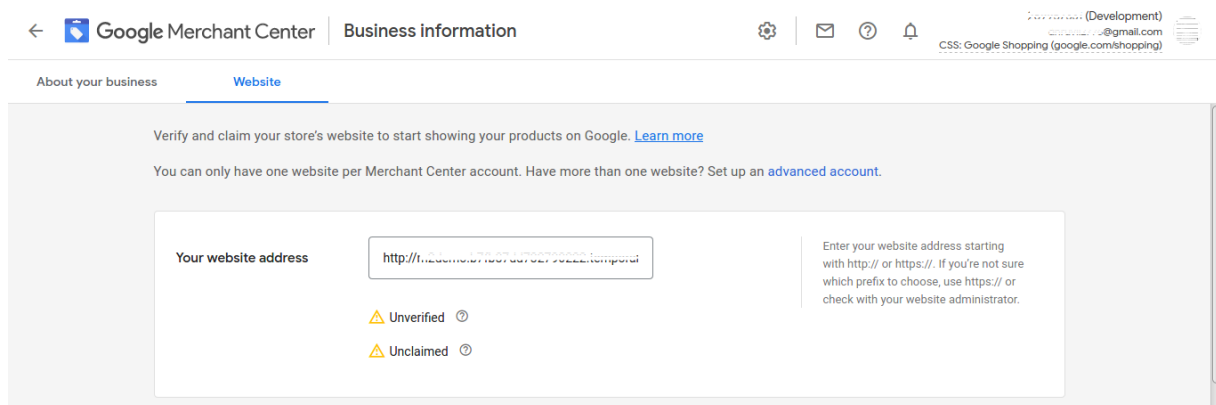 Google Merchant Center
Business information
(Development)
@gmail.com
CSS: Google Shopping (google.com/shopping)
About your business
Website
Verify and claim your store's website to start showing your products on Google. Learn more
You can only have one website per Merchant Center account. Have more than one website? Set up an advanced account.
Your website address
http://
Enter your website address starting
with http:// or https://. If you're not sure
which prefix to choose, use https:// or
check with your website administrator.
Unverified
Unclaimed